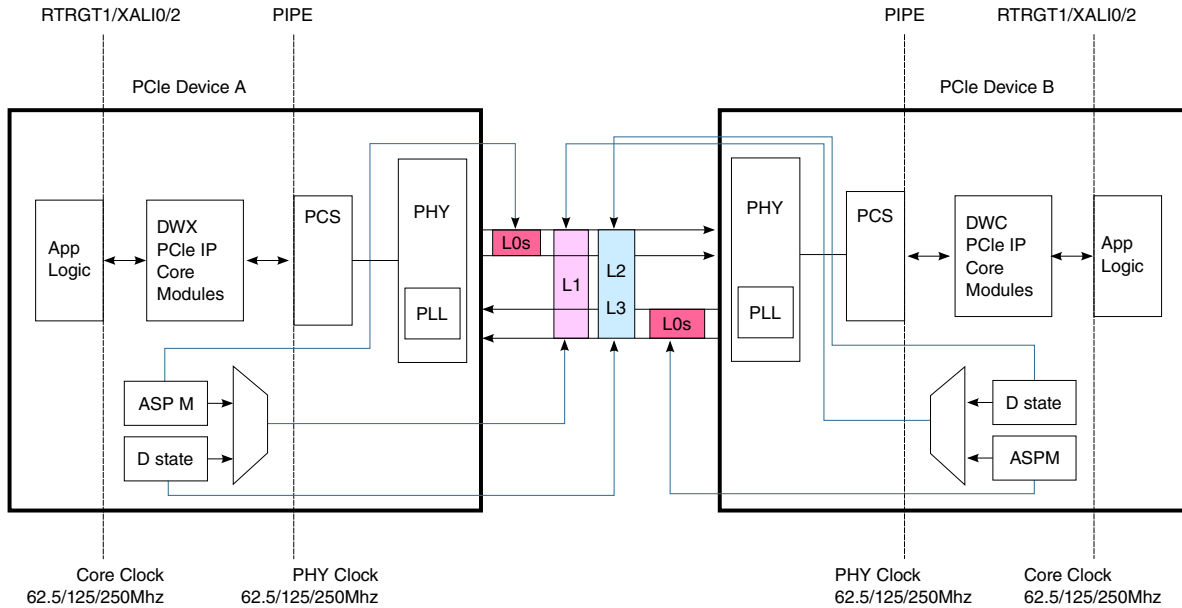 RTRGT1/XALI0/2
PIPE
PIPE
RTRGT1/XALI0/2
PCIe Device A
PCIe Device B
App
Logic
DWX
PCIe IP
Core
Modules
PCS
PHY
PLL
L0s
L1
L2
L3
L0s
PHY
PLL
PCS
DWC
PCIe IP
Core
Modules
App
Logic
ASP M
D state
D state
ASPM
Core Clock
62.5/125/250Mhz
PHY Clock
62.5/125/250Mhz
PHY Clock
62.5/125/250Mhz
Core Clock
62.5/125/250Mhz